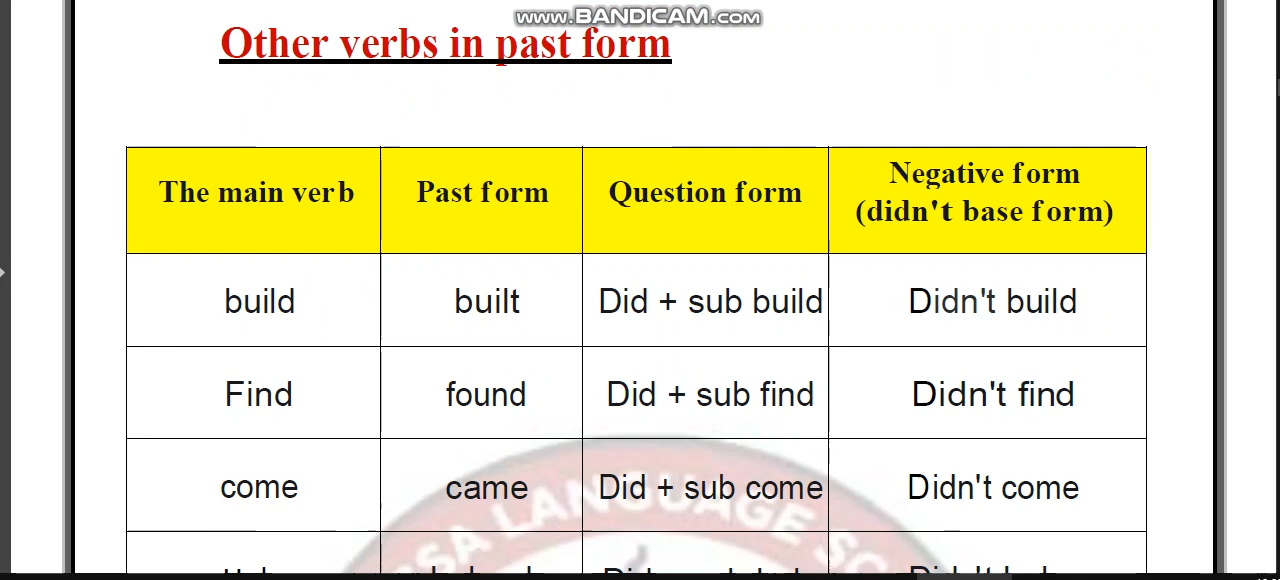 www.BANDICAM.com
Other verbs in past form
The main verb
Past form
Question form
Negative form
(didn't base form)
build
built
Did + sub build
Didn't build
Find
found
Did + sub find
Didn't find
come
came
Did + sub come
Didn't come
LANGUAGE